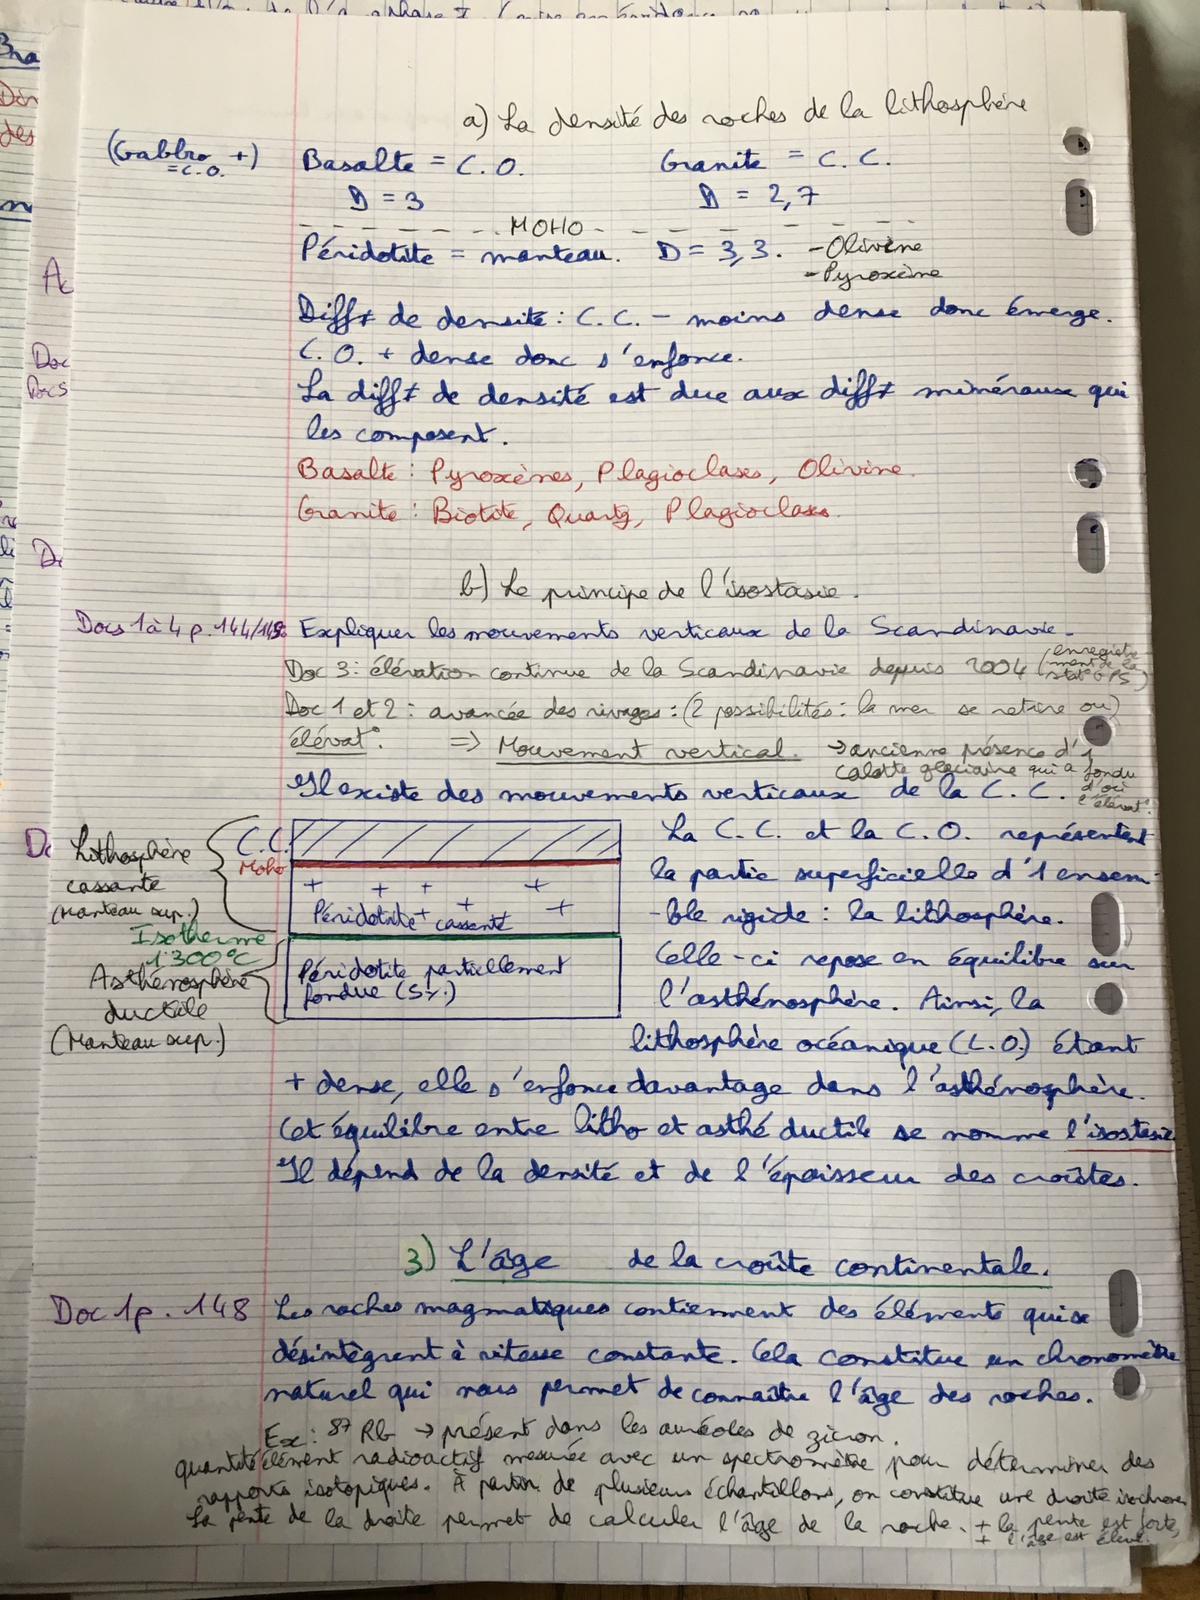 a) La densité des roches de la lithosphère
(Gabbro +) Basalte = C.O. Granite = C.C.
= C.O.
D = 3 D = 2,7
MOHO
Péridotite = manteau. D = 3,3. - Olivine
- Pyroxène
Diff≠ de densité : C.C. - moins dense donc émerge.
C.O. + dense donc s'enfonce.
La diff≠ de densité est due aux diff≠ minéraux qui
les composent.
Basalte : Pyroxènes, Plagioclases, Olivine.
Granite : Biotite, Quartz, Plagioclases.
b) Le principe de l'isostasie.
Docs 1 à 4 p. 144/145 Expliquer les mouvements verticaux de la Scandinavie.
Doc 3 : élévation continue de la Scandinavie depuis 2004 (enregistre-
ment de la
stat° GPS)
Doc 1 et 2 : avancée des rivages : (2 possibilités : la mer se retire ou)
élévat°. => Mouvement vertical. → ancienne présence d'1
calotte glaciaire qui a fondu
d'où
l'élévat°.
Il existe des mouvements verticaux de la C.C.
Lithosphère
cassante
(Manteau sup.)
C.C.
Moho
Péridotite cassante
Isotherme
1300°C
Asthénosphère
ductile
(Manteau sup.)
Péridotite partiellement
fondue (5%.)
La C.C. et la C.O. représentent
la partie superficielle d'1 ensem-
-ble rigide : la lithosphère.
Celle-ci repose en équilibre sur
l'asthénosphère. Ainsi, la
lithosphère océanique (L.O.) étant
+ dense, elle s'enfonce davantage dans l'asthénosphère.
Cet équilibre entre litho et asthé ductile se nomme l'isostasie
Il dépend de la densité et de l'épaisseur des croûtes.
3) L'âge de la croûte continentale.
Doc 1 p. 148 Les roches magmatiques contiennent des éléments qui se
désintègrent à vitesse constante. Cela constitue un chronomètre
naturel qui nous permet de connaître l'âge des roches.
Ex : 87 Rb → présent dans les auréoles de zicron.
quantité élément radioactif mesurée avec un spectromètre pour déterminer des
rapports isotopiques. À partir de plusieurs échantillons, on constitue une droite isochrone
La pente de la droite permet de calculer l'âge de la roche. + la pente est forte,
+ l'âge est élevé.